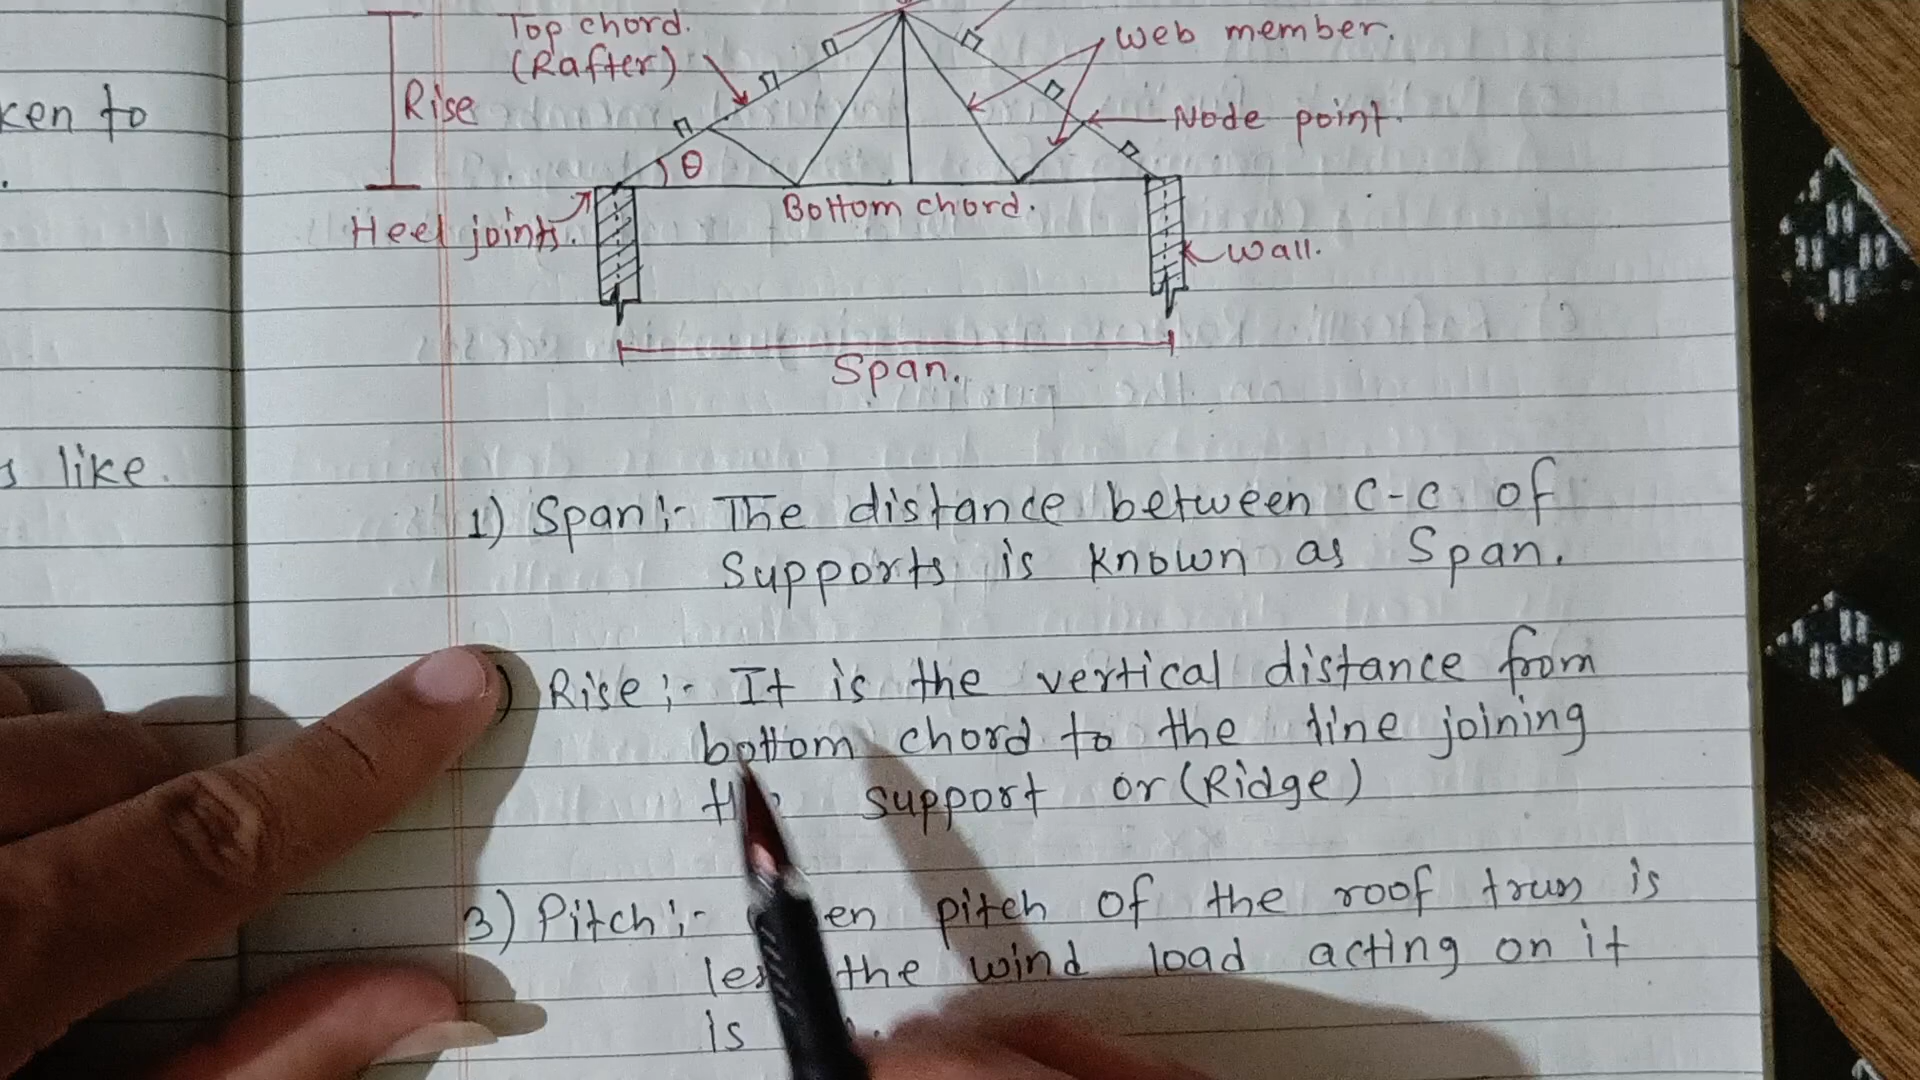 Top chord.
(Rafter)
Rise
θ
web member.
Node point.
Heel joints.
Bottom chord.
wall.
Span.
ken to
s like.
1) Span:- The distance between C-C of
Supports is known as Span.
) Rise:- It is the vertical distance from
bottom chord to the line joining
support or (Ridge)
3) Pitch:- pitch of the roof truss is
the wind load acting on it
is